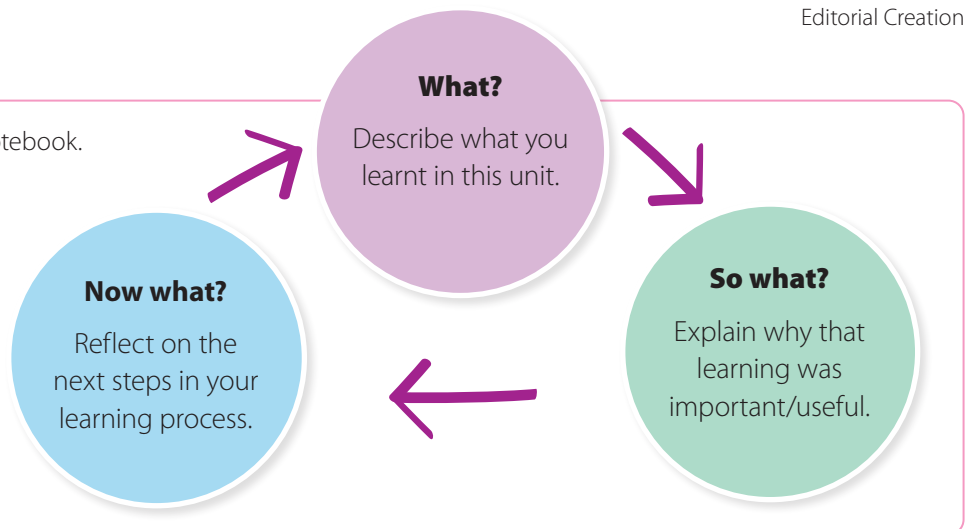 Editorial Creation
What?
Describe what you
learnt in this unit.
So what?
Explain why that
learning was
important/useful.
Now what?
Reflect on the
next steps in your
learning process.